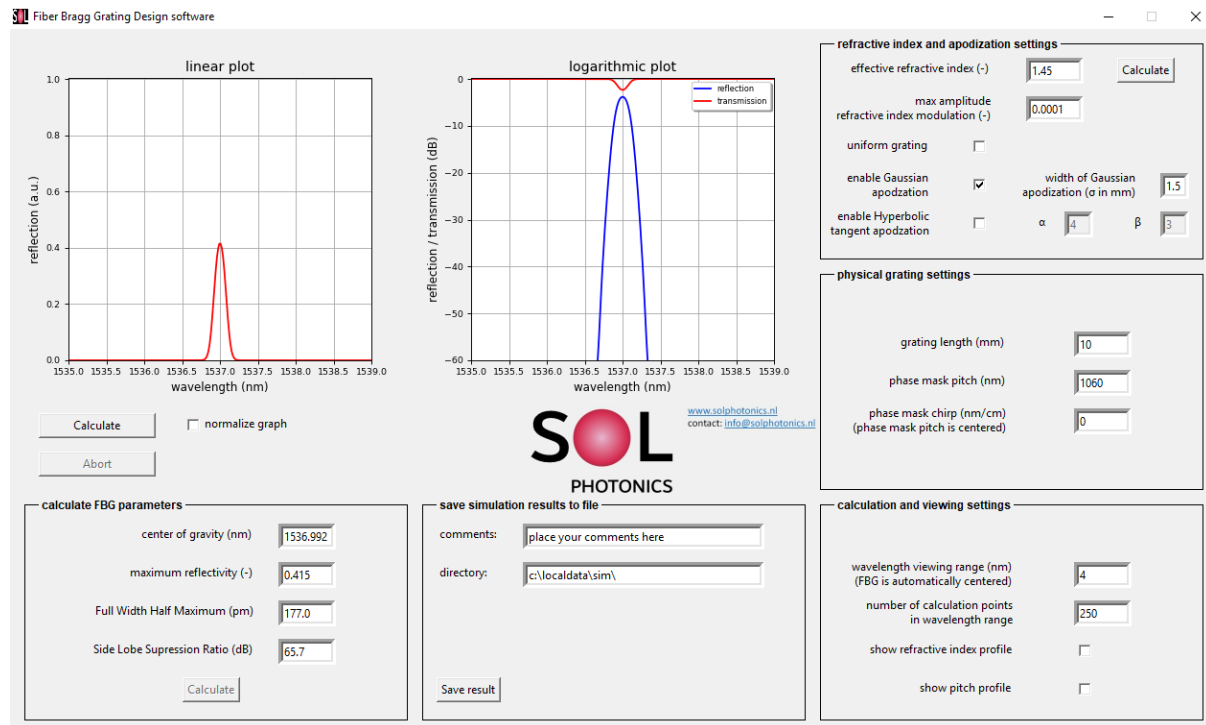 Fiber Bragg Grating Design software
linear plot
1.0
0.8
0.6
0.4
0.2
0.0
reflection (a.u.)
1535.0 1535.5 1536.0 1536.5 1537.0 1537.5 1538.0 1538.5 1539.0
wavelength (nm)
logarithmic plot
0
−10
−20
−30
−40
−50
−60
reflection / transmission (dB)
reflection
transmission
1535.0 1535.5 1536.0 1536.5 1537.0 1537.5 1538.0 1538.5 1539.0
wavelength (nm)
Calculate
normalize graph
Abort
SOL
PHOTONICS
www.solphotonics.nl
contact: info@solphotonics.nl
refractive index and apodization settings
effective refractive index (-)
1.45
Calculate
max amplitude
refractive index modulation (-)
0.0001
uniform grating
enable Gaussian
apodzation
width of Gaussian
apodization (σ in mm)
1.5
enable Hyperbolic
tangent apodzation
α
4
β
3
physical grating settings
grating length (mm)
10
phase mask pitch (nm)
1060
phase mask chirp (nm/cm)
(phase mask pitch is centered)
0
calculate FBG parameters
center of gravity (nm)
1536.992
maximum reflectivity (-)
0.415
Full Width Half Maximum (pm)
177.0
Side Lobe Supression Ratio (dB)
65.7
Calculate
save simulation results to file
comments:
place your comments here
directory:
c:\localdata\sim\
Save result
calculation and viewing settings
wavelength viewing range (nm)
(FBG is automatically centered)
4
number of calculation points
in wavelength range
250
show refractive index profile
show pitch profile